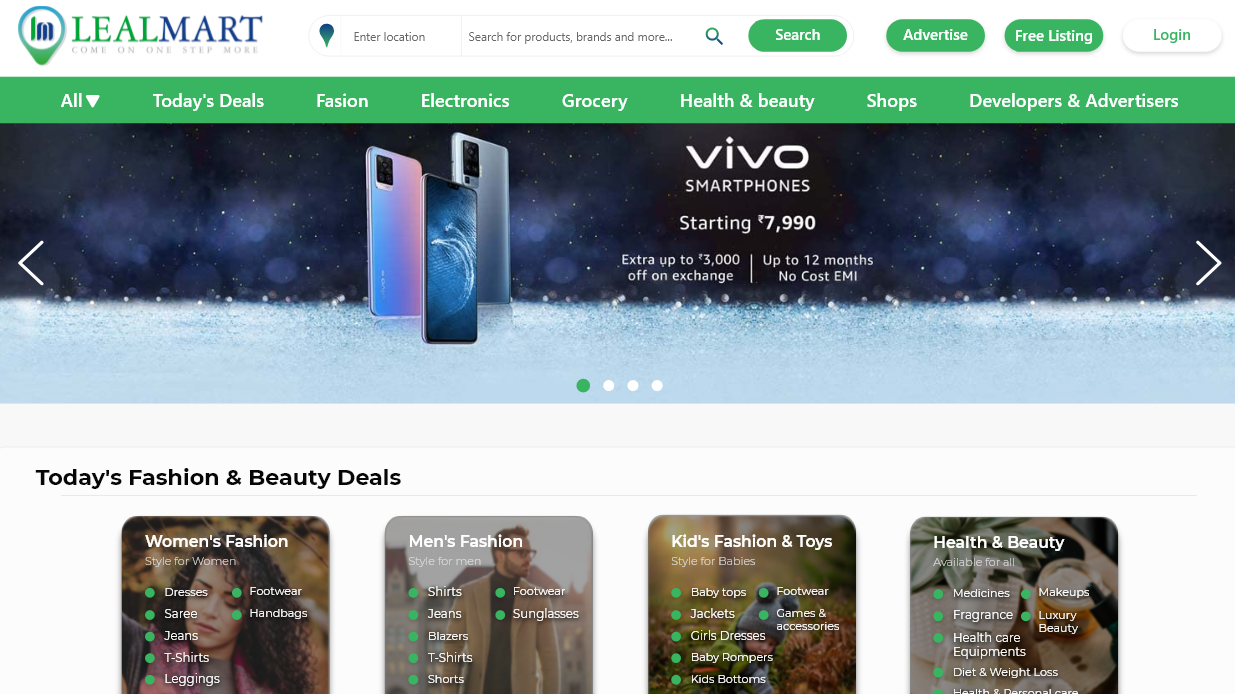 LEALMART
COME ON ONE STEP MORE
Enter location
Search for products, brands and more...
Search
Advertise
Free Listing
Login
All▼
Today's Deals
Fasion
Electronics
Grocery
Health & beauty
Shops
Developers & Advertisers
vivo
SMARTPHONES
Starting ₹7,990
Extra up to ₹3,000
off on exchange
Up to 12 months
No Cost EMI
Today's Fashion & Beauty Deals
Women's Fashion
Style for Women
Dresses
Saree
Jeans
T-Shirts
Leggings
Footwear
Handbags
Men's Fashion
Style for men
Shirts
Jeans
Blazers
T-Shirts
Shorts
Footwear
Sunglasses
Kid's Fashion & Toys
Style for Babies
Baby tops
Jackets
Girls Dresses
Baby Rompers
Kids Bottoms
Footwear
Games &
accessories
Health & Beauty
Available for all
Medicines
Fragrance
Health care
Equipments
Diet & Weight Loss
Health & Personal care
Makeups
Luxury
Beauty